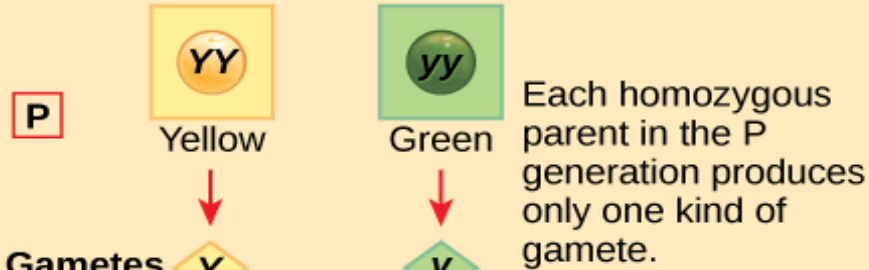 YY
yy
P
Yellow
Green
Each homozygous
parent in the P
generation produces
only one kind of
gamete.
Gametes
Y
y